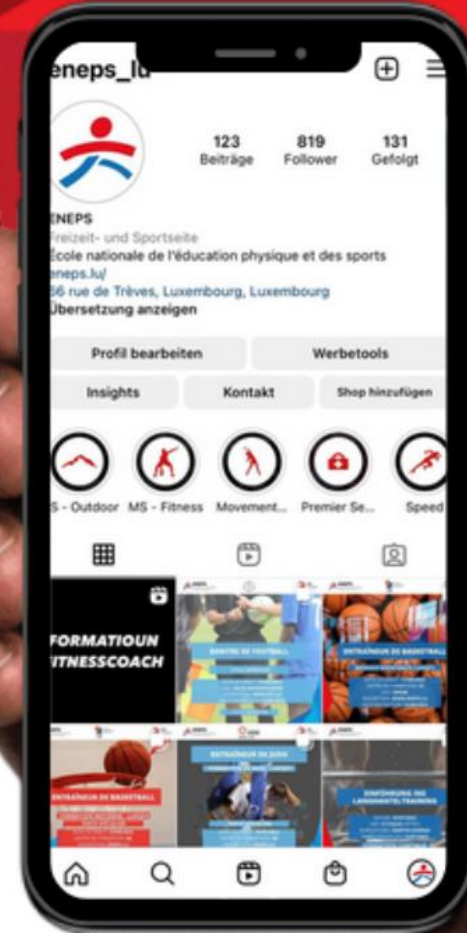 eneps_lu
123
819
131
Beiträge
Follower
Gefolgt
ENEPS
Freizeit- und Sportseite
École nationale de l'éducation physique et des sports
eneps.lu/
66 rue de Trèves, Luxembourg, Luxembourg
Übersetzung anzeigen
Profil bearbeiten
Werbetools
Insights
Kontakt
Shop hinzufügen
S - Outdoor
MS - Fitness
Movement...
Premier Se...
Speed
FORMATIOUN
FITNESSCOACH
ENTRAÎNEUR DE BASKETBALL
ENTRAÎNEUR DE BASKETBALL
ENTRAÎNEUR DE JUDO
EINFÜHRUNG INS
LANGHANTELTRAINING